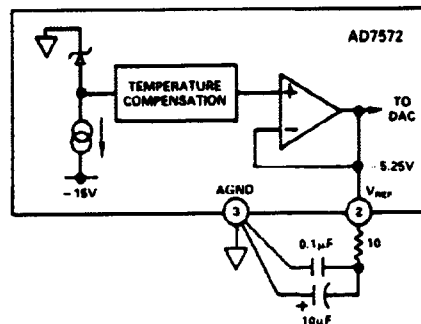 AD7572
TEMPERATURE
COMPENSATION
+
−
TO
DAC
−15V
−5.25V
AGND
VREF
3
2
10
0.1µF
+
10µF